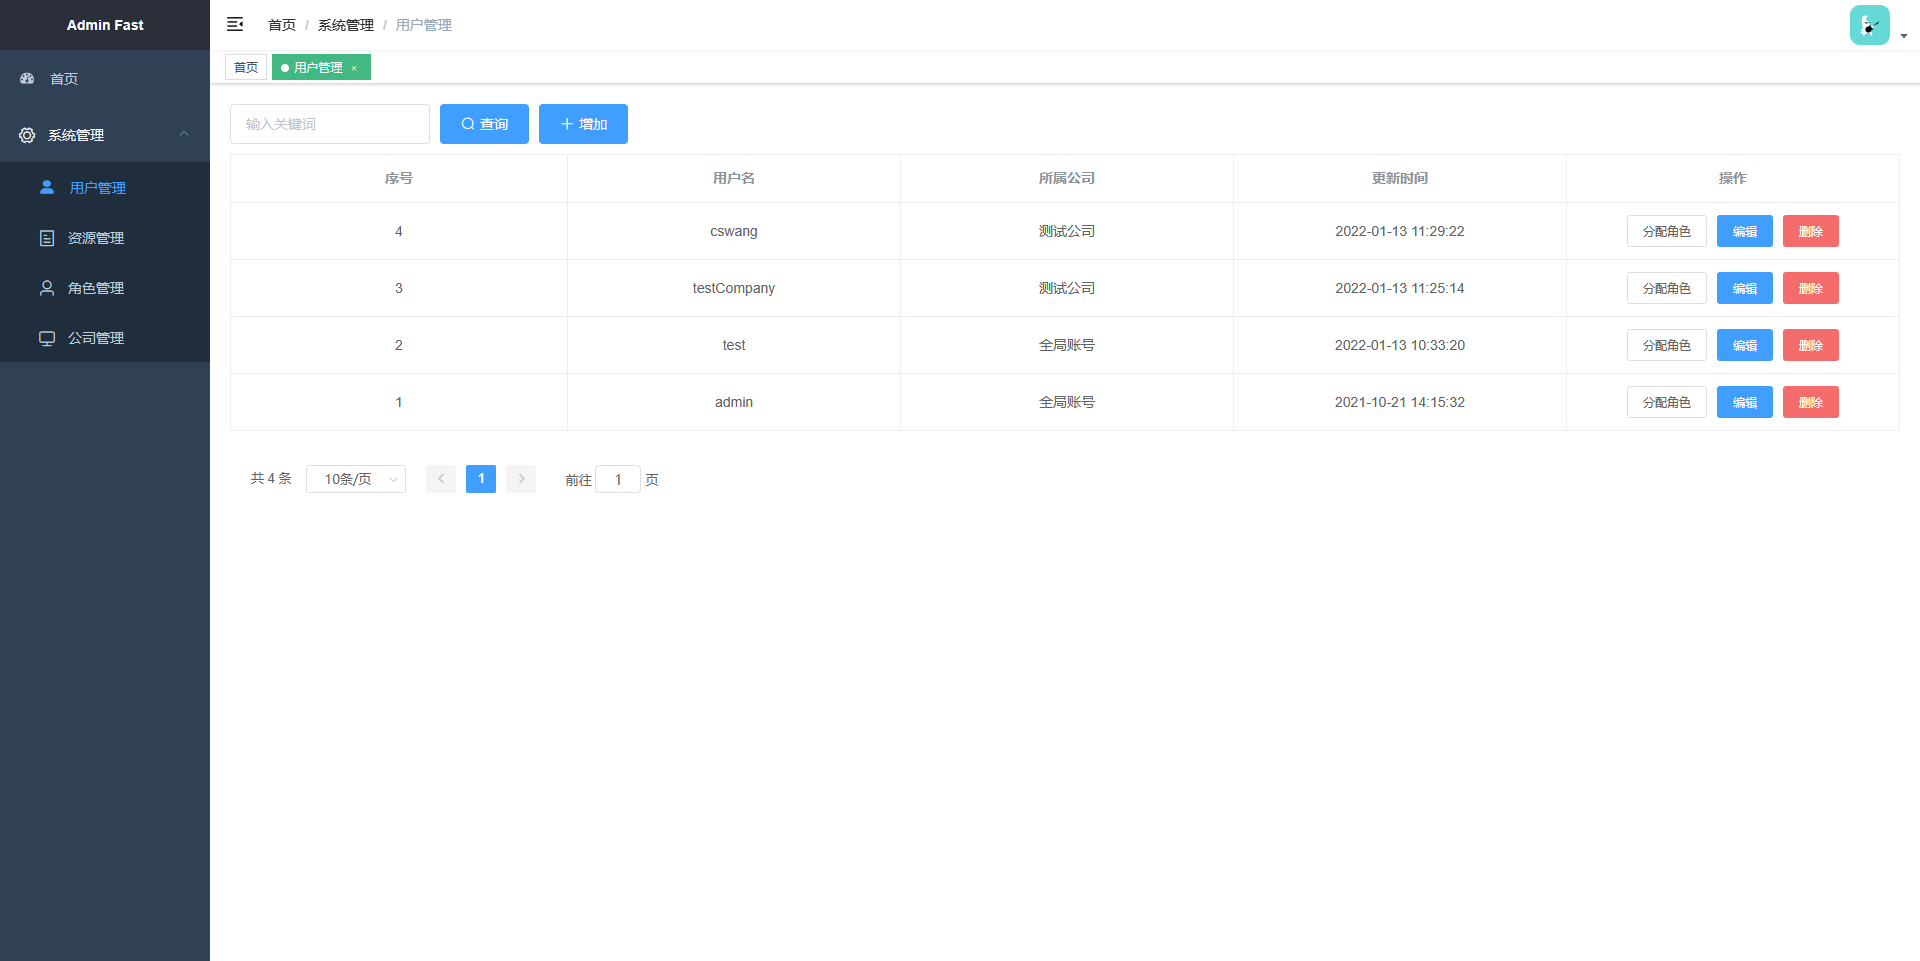 Admin Fast
首页
系统管理
用户管理
资源管理
角色管理
公司管理
首页 / 系统管理 / 用户管理
首页 用户管理 ×
输入关键词 查询 增加
序号 用户名 所属公司 更新时间 操作
4 cswang 测试公司 2022-01-13 11:29:22 分配角色 编辑 删除
3 testCompany 测试公司 2022-01-13 11:25:14 分配角色 编辑 删除
2 test 全局账号 2022-01-13 10:33:20 分配角色 编辑 删除
1 admin 全局账号 2021-10-21 14:15:32 分配角色 编辑 删除
共 4 条 10条/页 1 前往 1 页